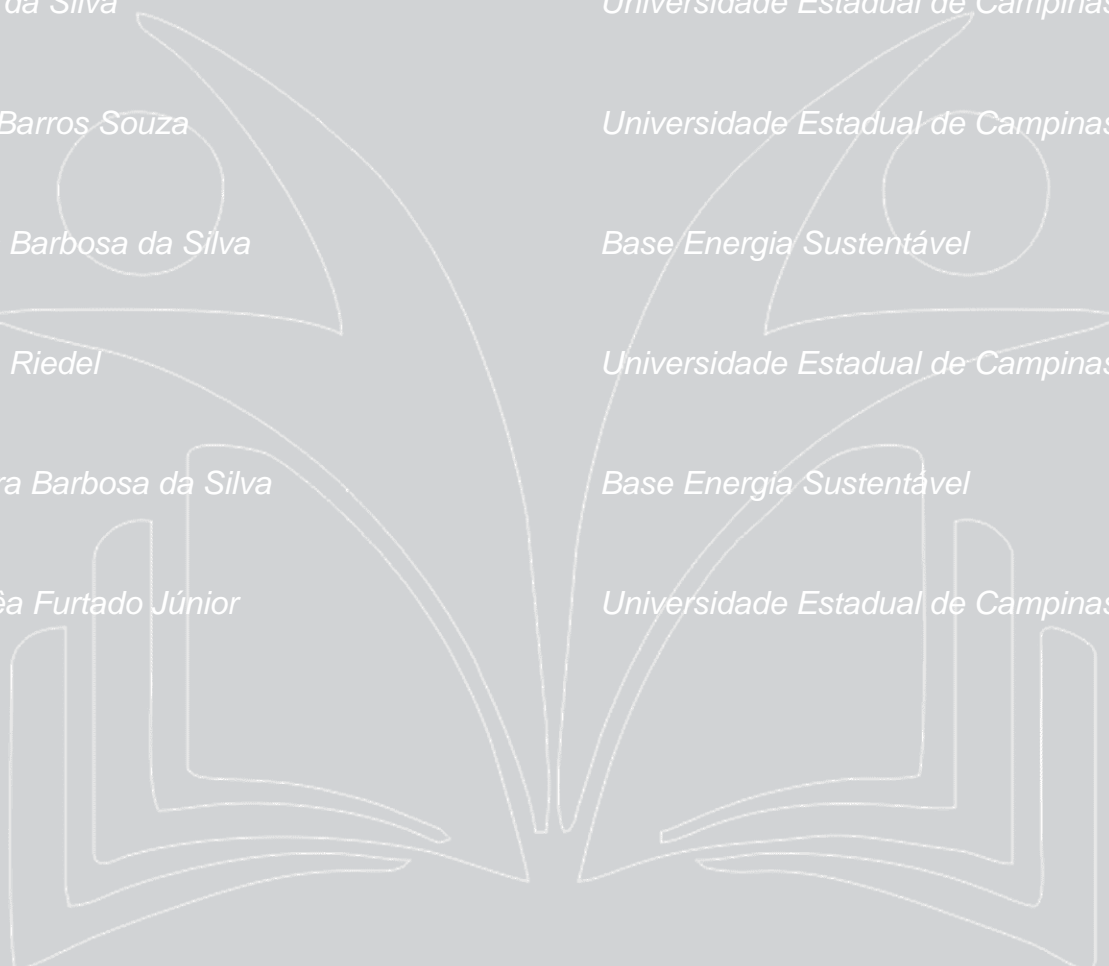 da Silva Universidade Estadual de Campinas
Barros Souza Universidade Estadual de Campinas
Barbosa da Silva Base Energia Sustentável
Riedel Universidade Estadual de Campinas
ra Barbosa da Silva Base Energia Sustentável
êa Furtado Júnior Universidade Estadual de Campinas